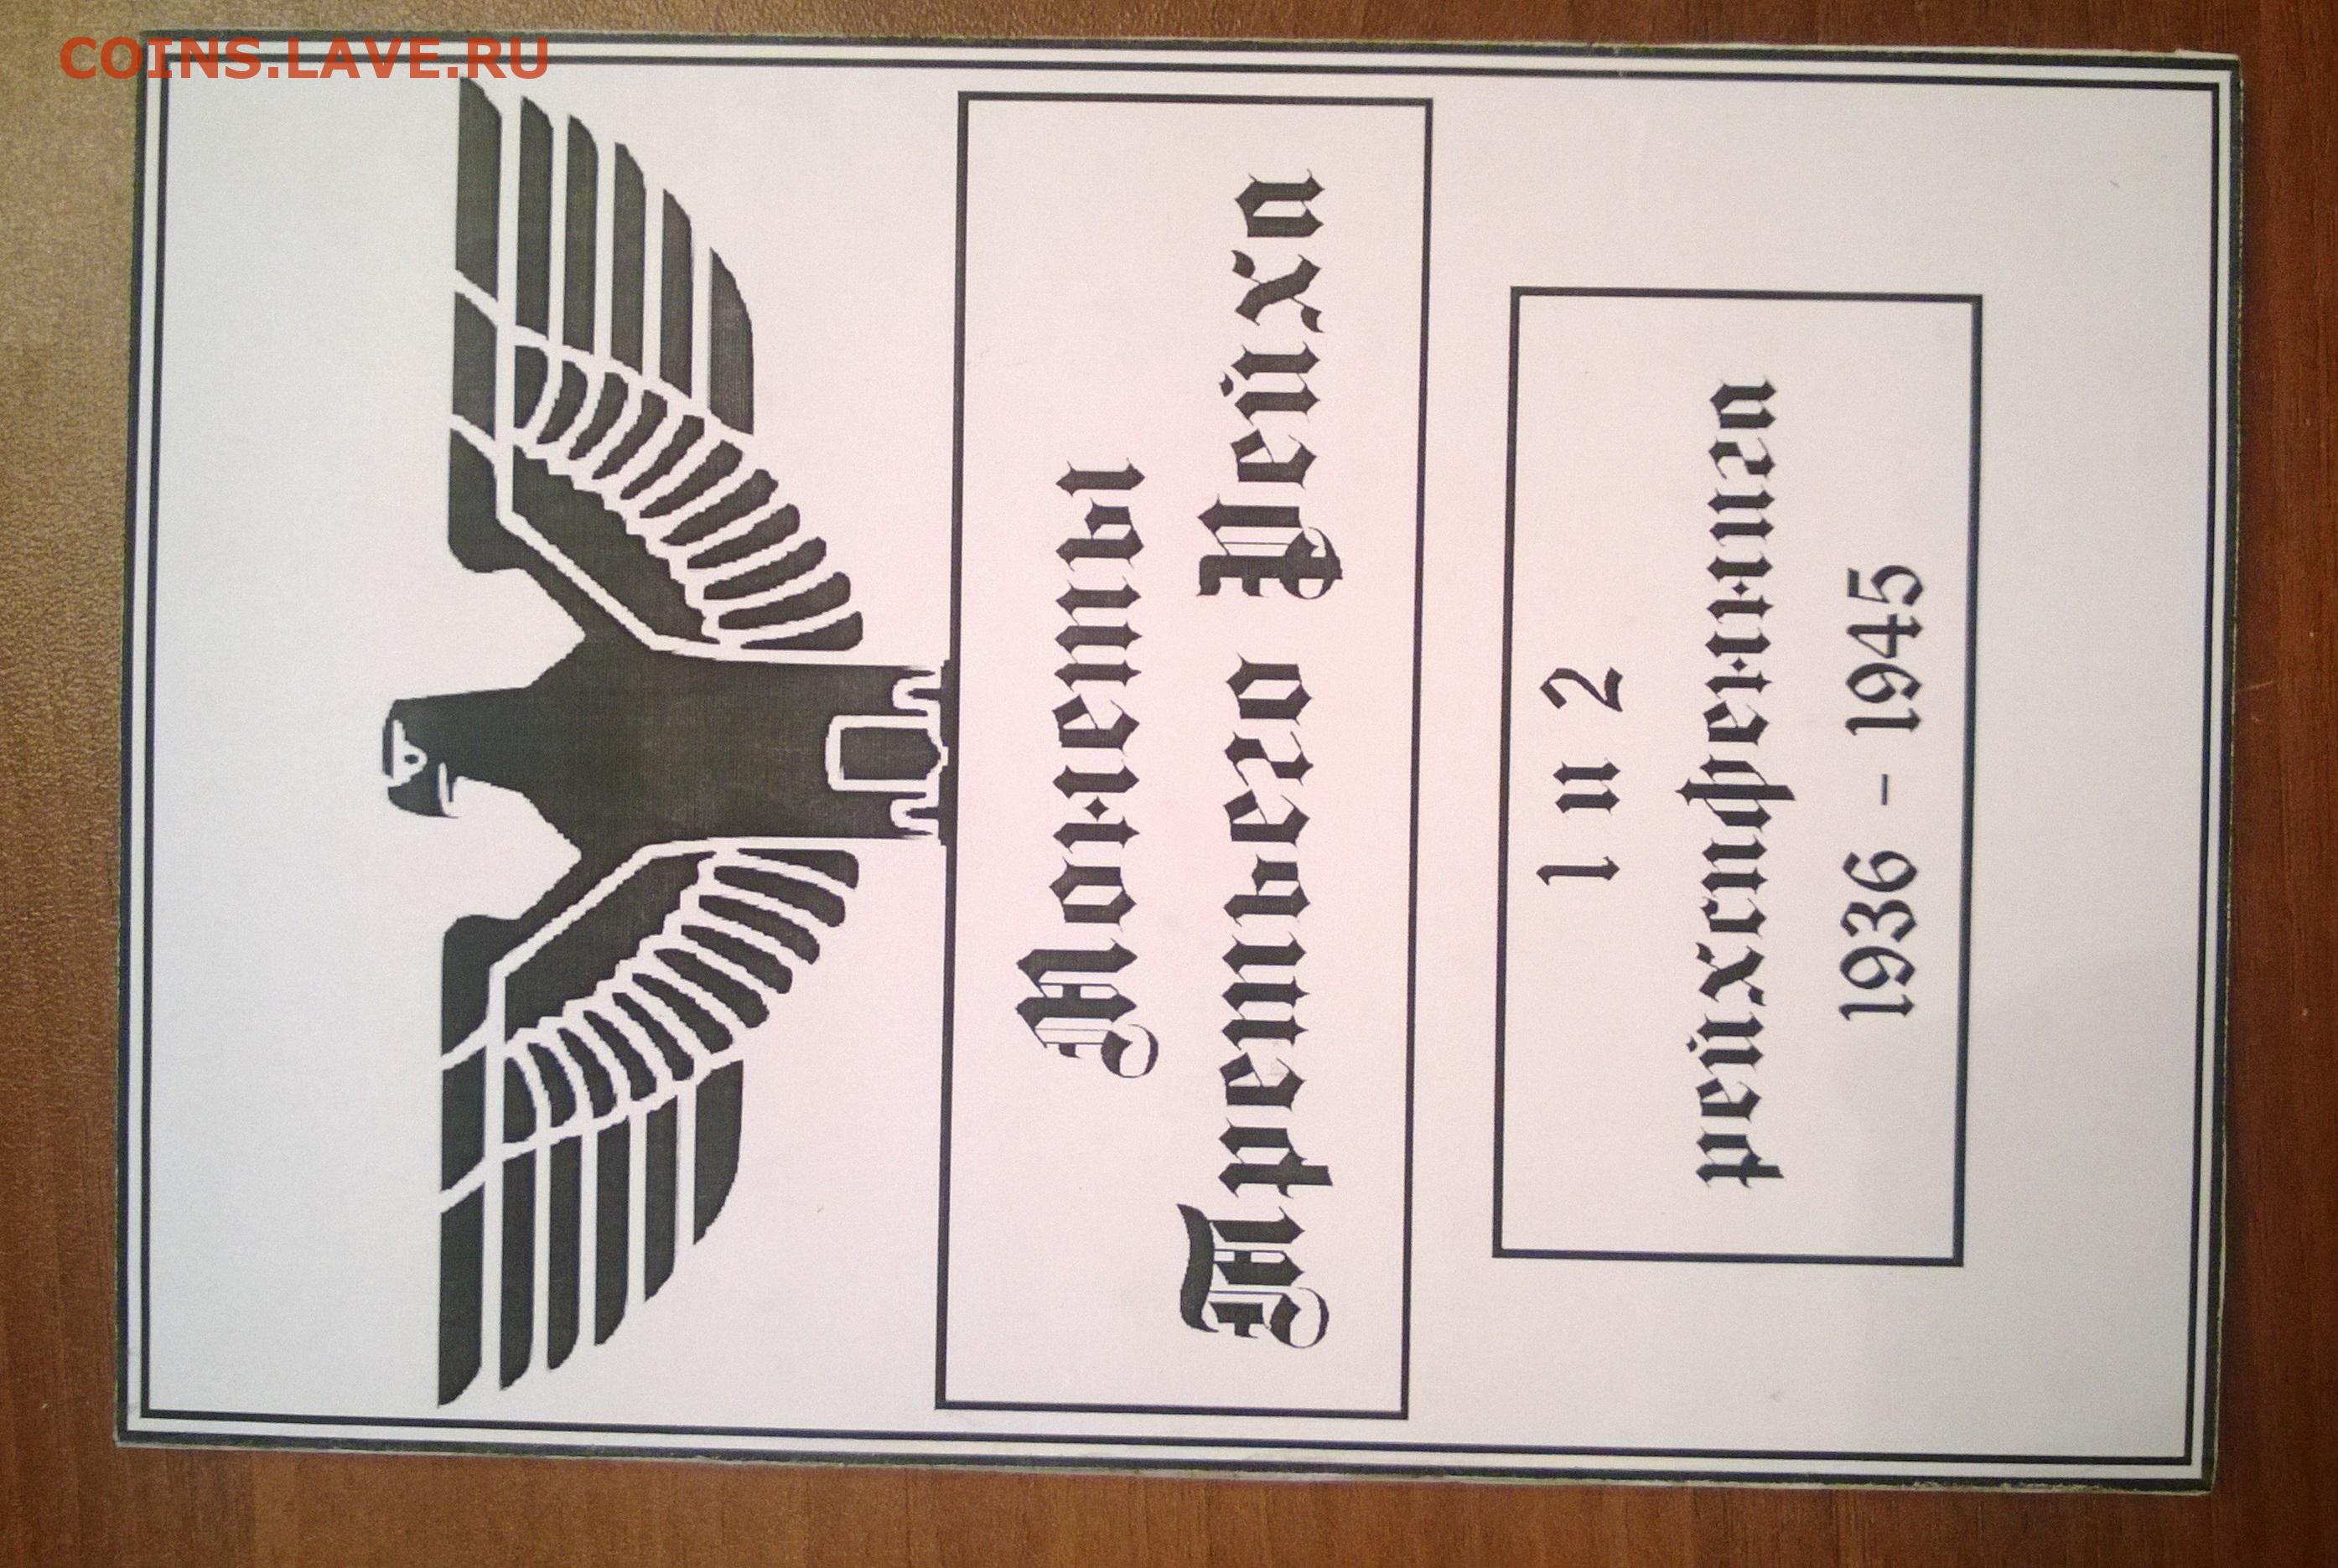 COINS.LAVE.RU
Монеты
Третьего Рейха
1 и 2
рейхспфеннига
1936 - 1945